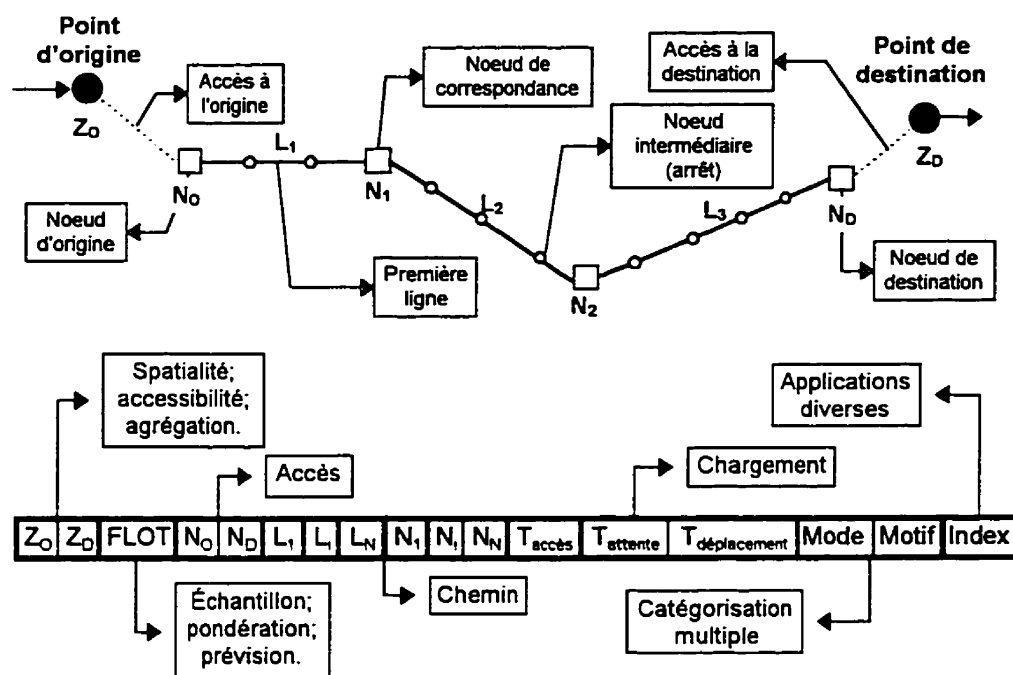 Point
d'origine
Accès à
l'origine
Noeud de
correspondance
Accès à la
destination
Point de
destination
Noeud
intermédiaire
(arrêt)
Z_O
L_1
N_O
N_1
L_2
L_3
Z_D
N_D
Noeud
d'origine
Première
ligne
N_2
Noeud de
destination
Spatialité;
accessibilité;
agrégation.
Accès
Chargement
Applications
diverses
Z_O Z_D FLOT N_O N_D L_1 L_i L_N N_1 N_i N_N T_accès T_attente T_déplacement Mode Motif Index
Échantillon;
pondération;
prévision.
Chemin
Catégorisation
multiple